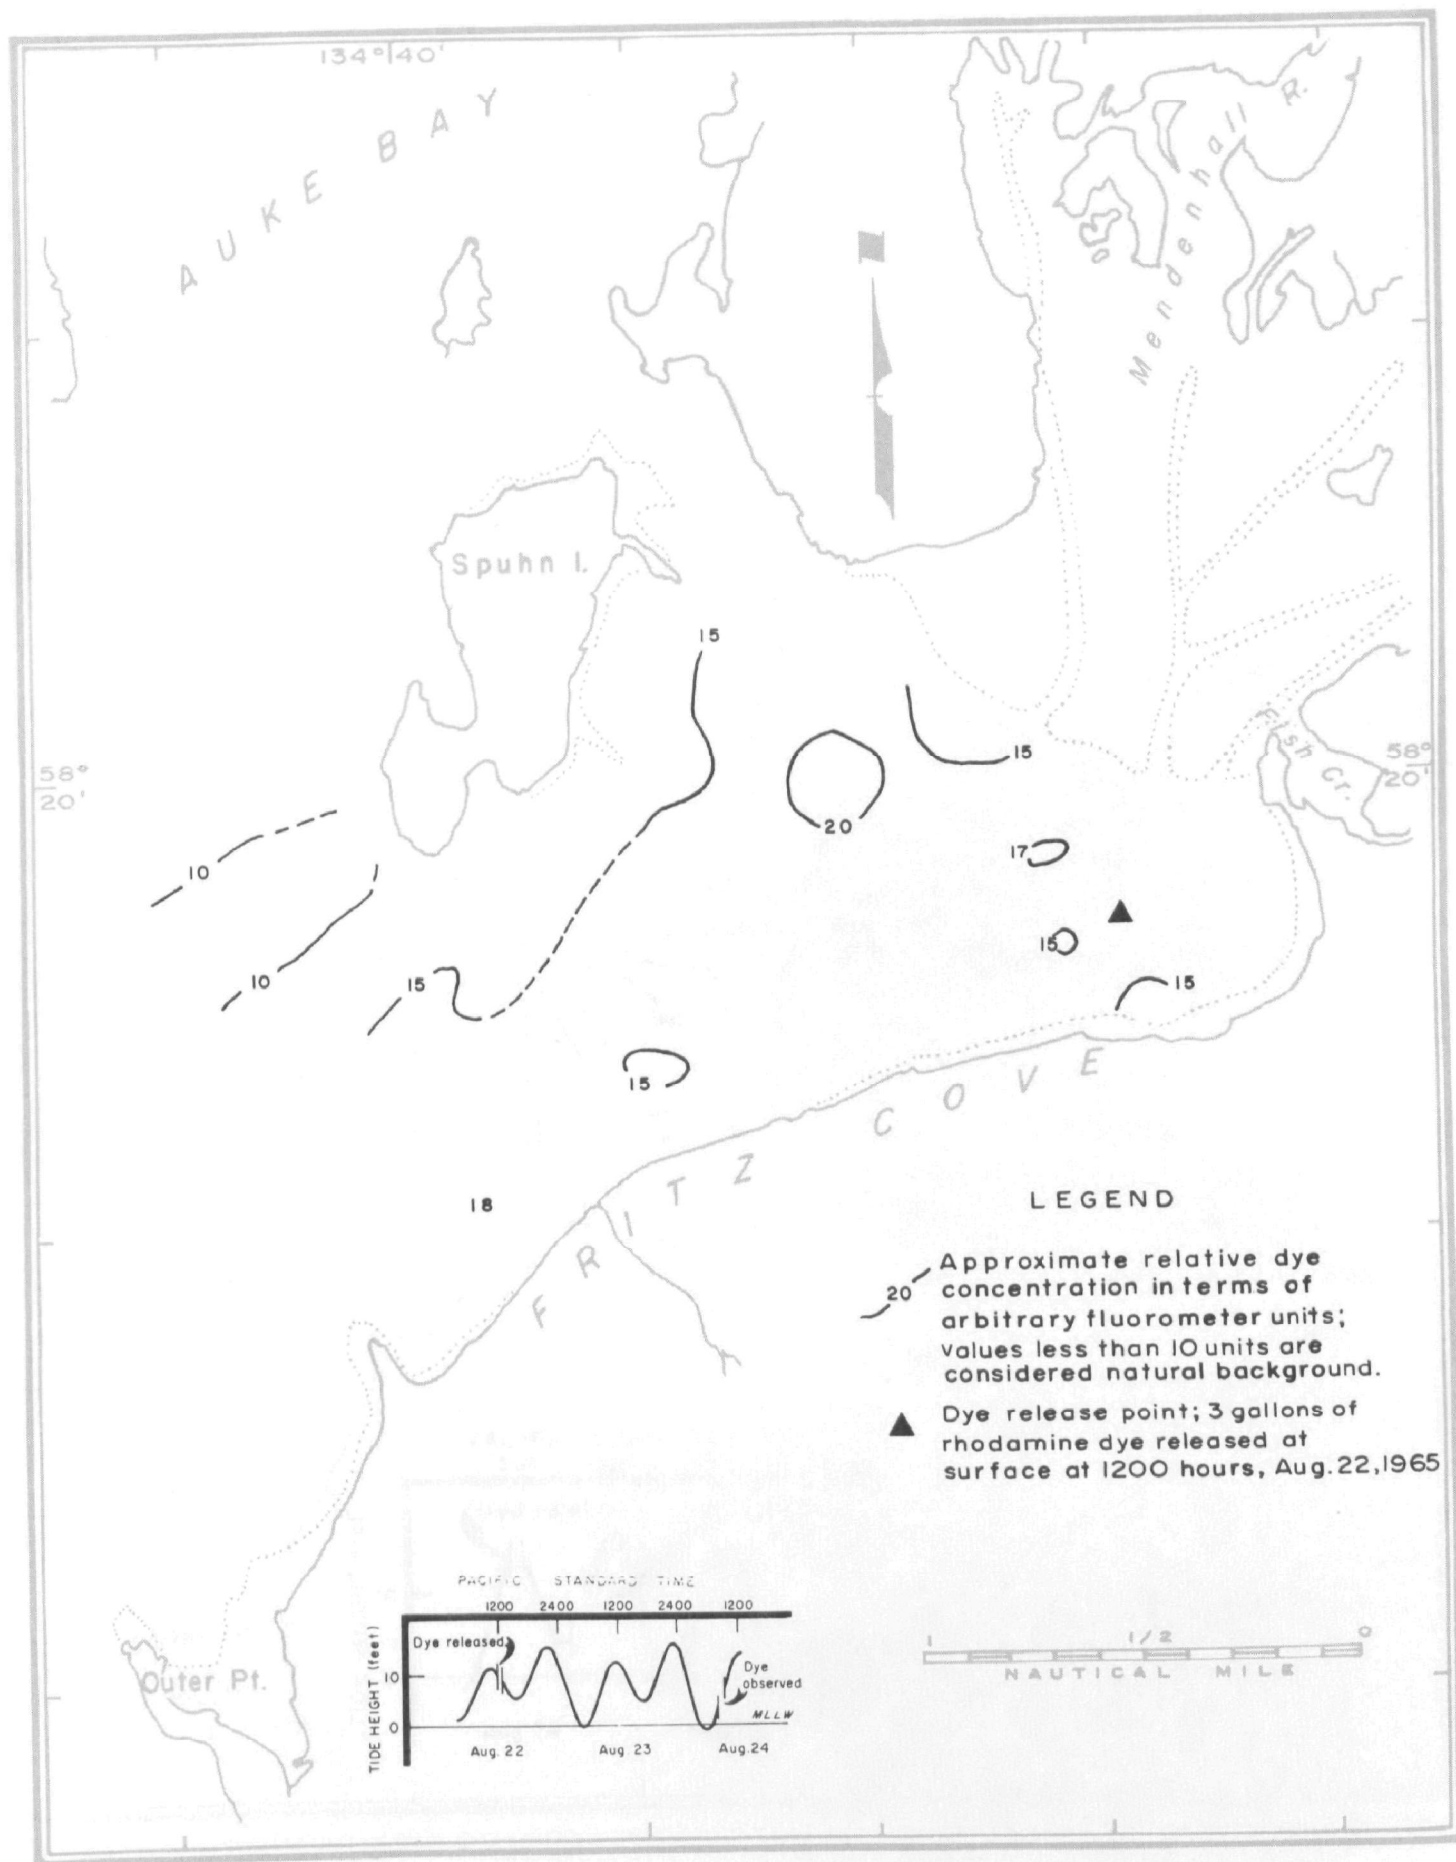 134° 40'
AUKE BAY
Mendenhall R.
Spuhn I.
15
Fish Cr.
58°
20'
58°
20'
15
20
17
10
15
10
15
15
15
18
FRITZ COVE
LEGEND
20
Approximate relative dye
concentration in terms of
arbitrary fluorometer units;
values less than 10 units are
considered natural background.
Dye release point; 3 gallons of
rhodamine dye released at
surface at 1200 hours, Aug. 22, 1965
Outer Pt.
PACIFIC STANDARD TIME
1200 2400 1200 2400 1200
TIDE HEIGHT (feet)
Dye released
10
Dye
observed
MLLW
0
Aug. 22 Aug. 23 Aug. 24
1 1/2 0
NAUTICAL MILE